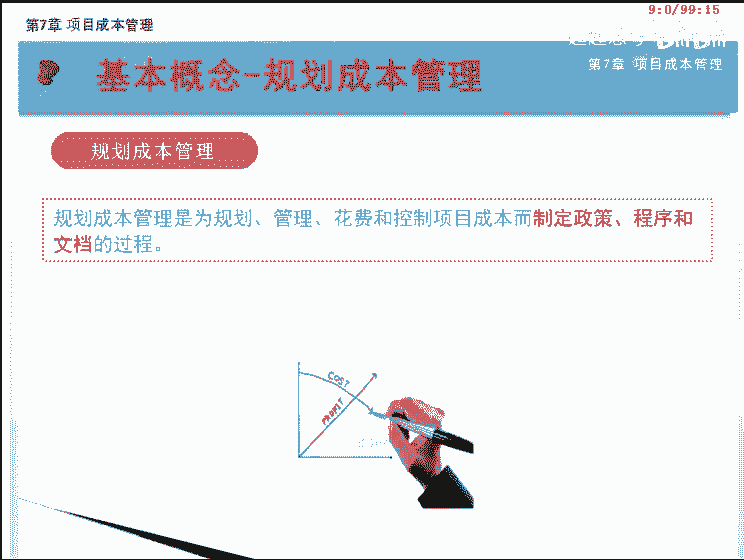 9:0/99:15
第7章 项目成本管理
第7章 项目成本管理
基本概念-规划成本管理
规划成本管理
规划成本管理是为规划、管理、花费和控制项目成本而制定政策、程序和
文档的过程。
COST
PROFIT